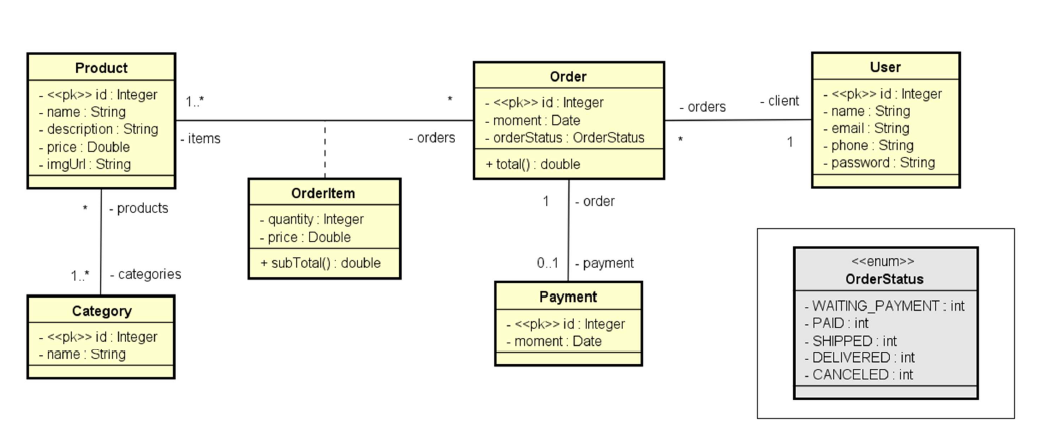 Product
- <<pk>> id : Integer
- name : String
- description : String
- price : Double
- imgUrl : String
1..*
*
- items
- orders
Order
- <<pk>> id : Integer
- moment : Date
- orderStatus : OrderStatus
+ total() : double
- orders
- client
*
1
User
- <<pk>> id : Integer
- name : String
- email : String
- phone : String
- password : String
OrderItem
- quantity : Integer
- price : Double
+ subTotal() : double
* - products
1..* - categories
Category
- <<pk>> id : Integer
- name : String
1 - order
0..1 - payment
Payment
- <<pk>> id : Integer
- moment : Date
<<enum>>
OrderStatus
- WAITING_PAYMENT : int
- PAID : int
- SHIPPED : int
- DELIVERED : int
- CANCELED : int